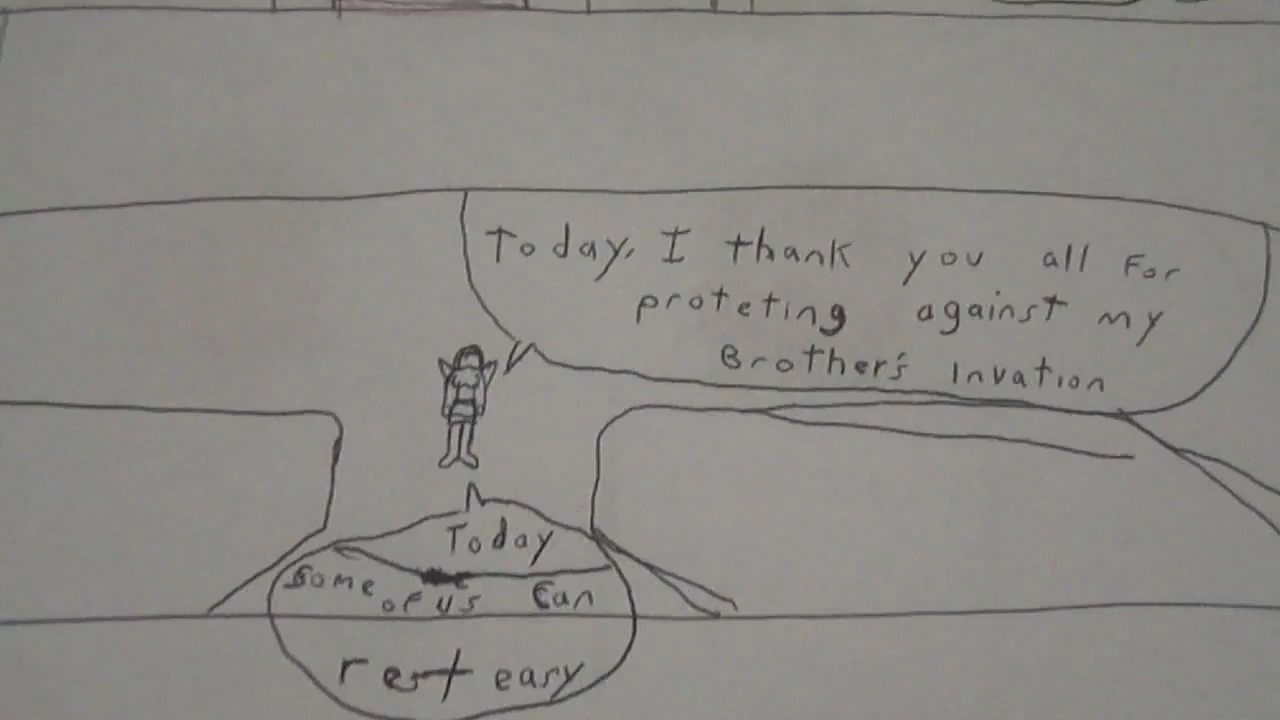 Today, I thank you all For
proteting against my
Brother's Invation
Today
Some of us can
rest easy